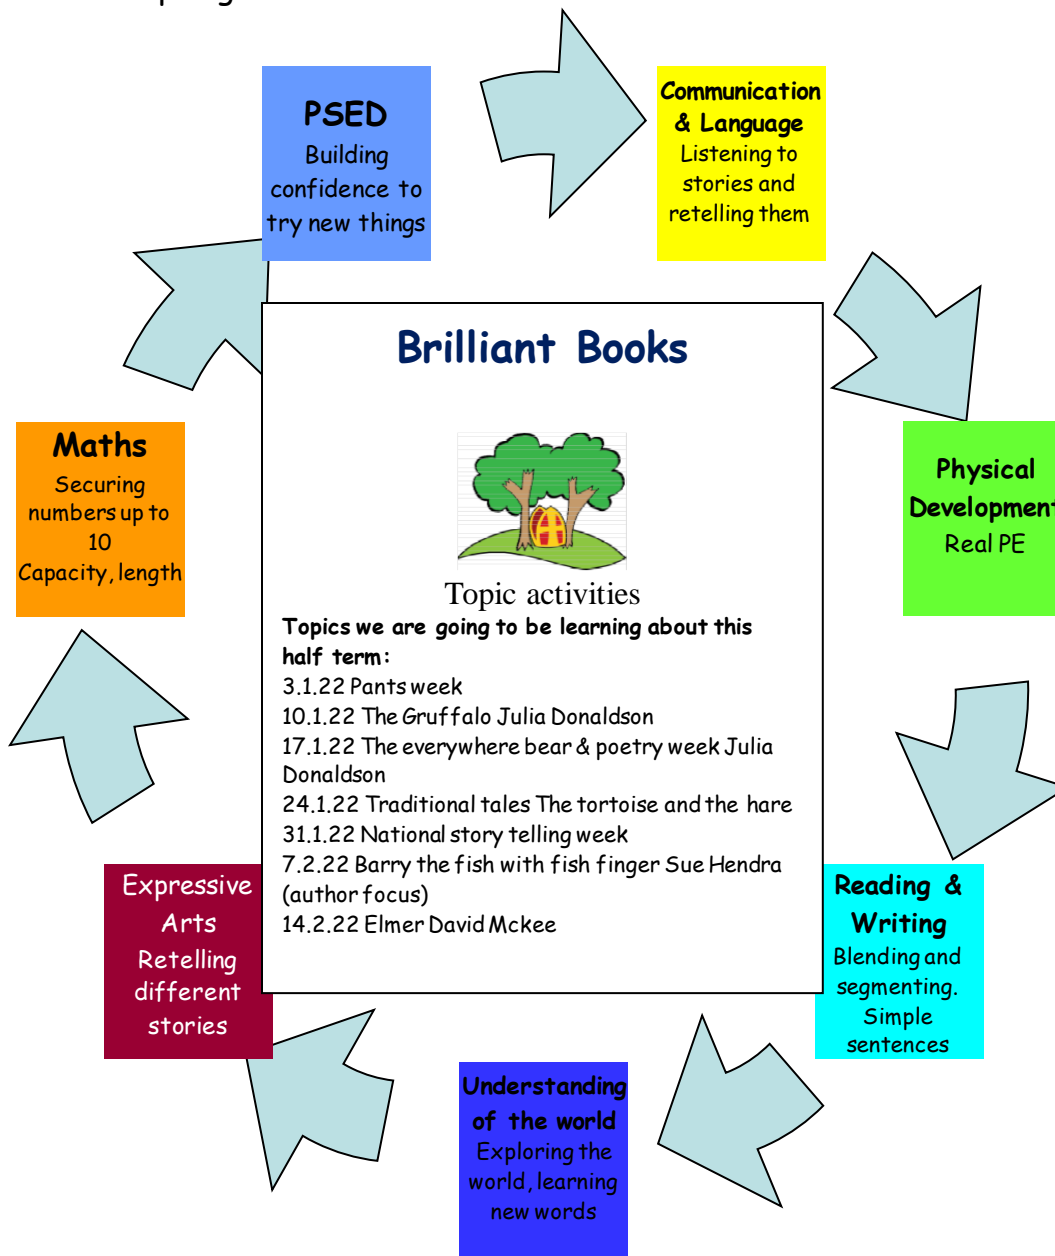 PSED
Building
confidence to
try new things
Communication
& Language
Listening to
stories and
retelling them
Brilliant Books
Maths
Securing
numbers up to
10
Capacity, length
Physical
Development
Real PE
Topic activities
Topics we are going to be learning about this
half term:
3.1.22 Pants week
10.1.22 The Gruffalo Julia Donaldson
17.1.22 The everywhere bear & poetry week Julia
Donaldson
24.1.22 Traditional tales The tortoise and the hare
31.1.22 National story telling week
7.2.22 Barry the fish with fish finger Sue Hendra
(author focus)
14.2.22 Elmer David Mckee
Expressive
Arts
Retelling
different
stories
Reading &
Writing
Blending and
segmenting.
Simple
sentences
Understanding
of the world
Exploring the
world, learning
new words